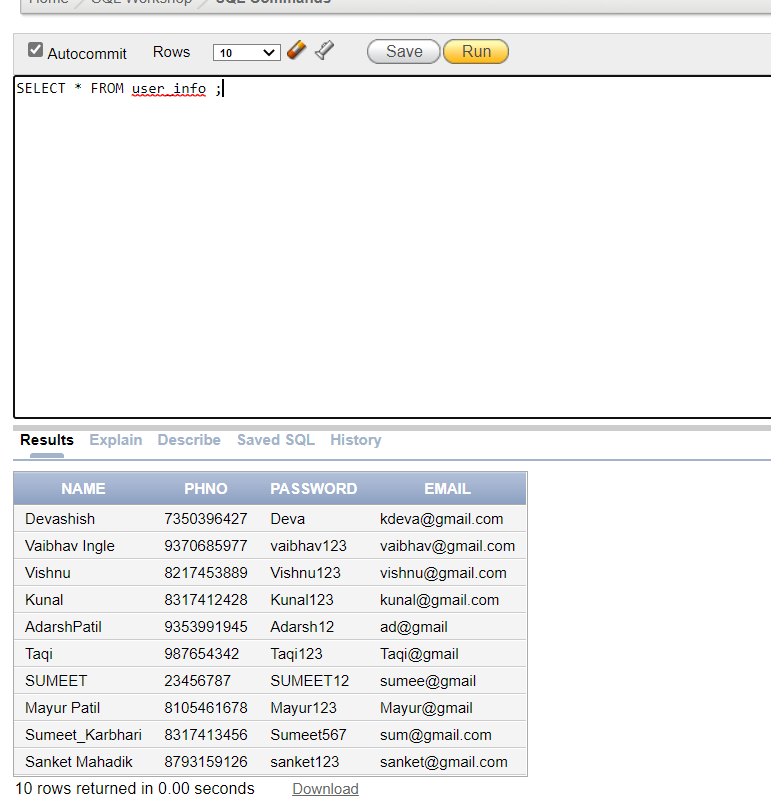 Home SQL Workshop SQL Commands
Autocommit Rows 10 Save Run
SELECT * FROM user_info ;
Results Explain Describe Saved SQL History
NAME PHNO PASSWORD EMAIL
Devashish 7350396427 Deva kdeva@gmail.com
Vaibhav Ingle 9370685977 vaibhav123 vaibhav@gmail.com
Vishnu 8217453889 Vishnu123 vishnu@gmail.com
Kunal 8317412428 Kunal123 kunal@gmail.com
AdarshPatil 9353991945 Adarsh12 ad@gmail
Taqi 987654342 Taqi123 Taqi@gmail
SUMEET 23456787 SUMEET12 sumee@gmail
Mayur Patil 8105461678 Mayur123 Mayur@gmail
Sumeet_Karbhari 8317413456 Sumeet567 sum@gmail.com
Sanket Mahadik 8793159126 sanket123 sanket@gmail.com
10 rows returned in 0.00 seconds Download